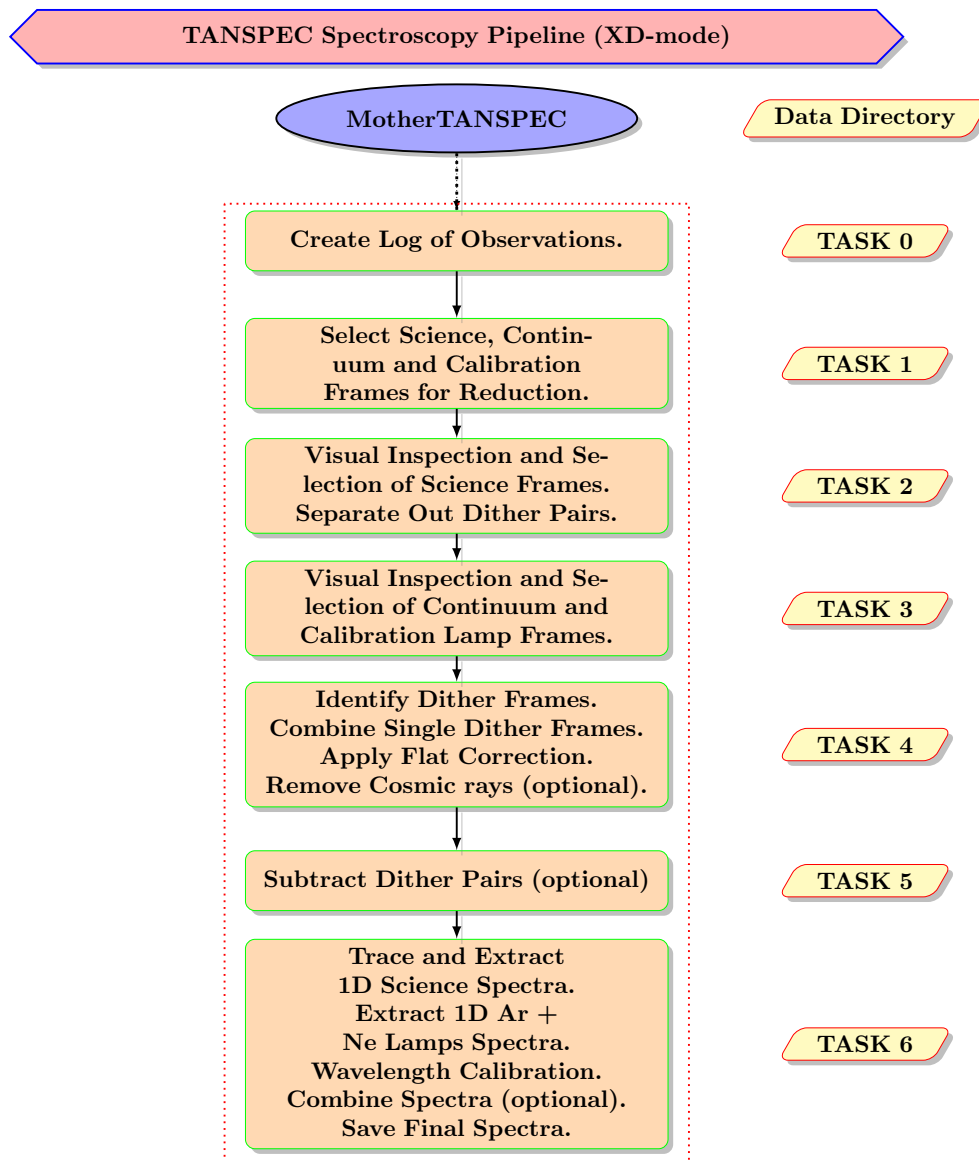 TANSPEC Spectroscopy Pipeline (XD-mode)
MotherTANSPEC
Data Directory
Create Log of Observations.
TASK 0
Select Science, Contin-
uum and Calibration
Frames for Reduction.
TASK 1
Visual Inspection and Se-
lection of Science Frames.
Separate Out Dither Pairs.
TASK 2
Visual Inspection and Se-
lection of Continuum and
Calibration Lamp Frames.
TASK 3
Identify Dither Frames.
Combine Single Dither Frames.
Apply Flat Correction.
Remove Cosmic rays (optional).
TASK 4
Subtract Dither Pairs (optional)
TASK 5
Trace and Extract
1D Science Spectra.
Extract 1D Ar +
Ne Lamps Spectra.
Wavelength Calibration.
Combine Spectra (optional).
Save Final Spectra.
TASK 6